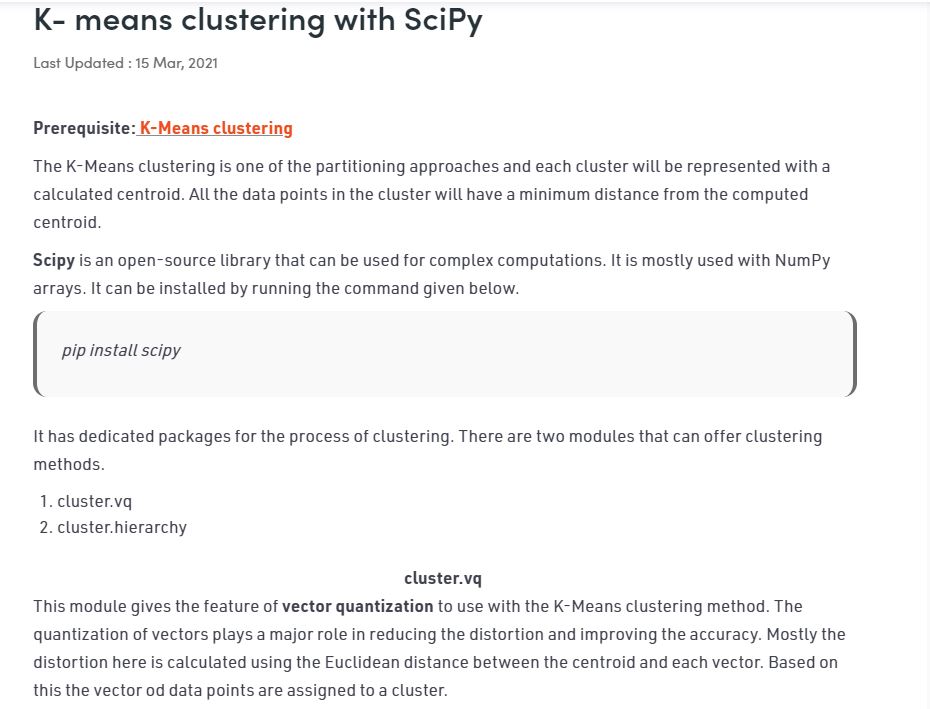 K- means clustering with SciPy
Last Updated : 15 Mar, 2021
Prerequisite: K-Means clustering
The K-Means clustering is one of the partitioning approaches and each cluster will be represented with a
calculated centroid. All the data points in the cluster will have a minimum distance from the computed
centroid.
Scipy is an open-source library that can be used for complex computations. It is mostly used with NumPy
arrays. It can be installed by running the command given below.
pip install scipy
It has dedicated packages for the process of clustering. There are two modules that can offer clustering
methods.
1. cluster.vq
2. cluster.hierarchy
cluster.vq
This module gives the feature of vector quantization to use with the K-Means clustering method. The
quantization of vectors plays a major role in reducing the distortion and improving the accuracy. Mostly the
distortion here is calculated using the Euclidean distance between the centroid and each vector. Based on
this the vector od data points are assigned to a cluster.